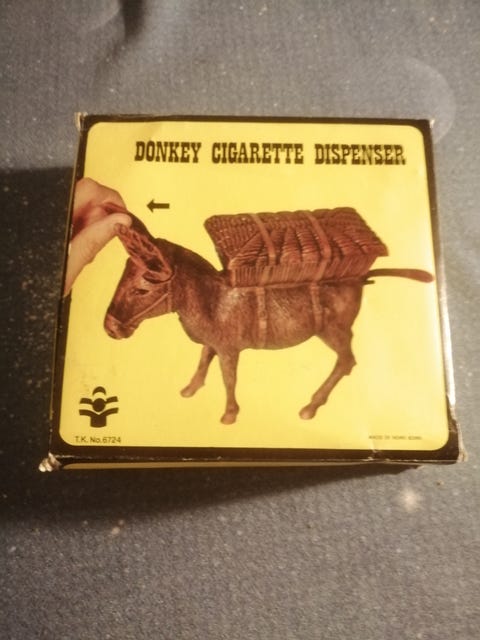 DONKEY CIGARETTE DISPENSER
T.K. No.6724
MADE IN HONG KONG